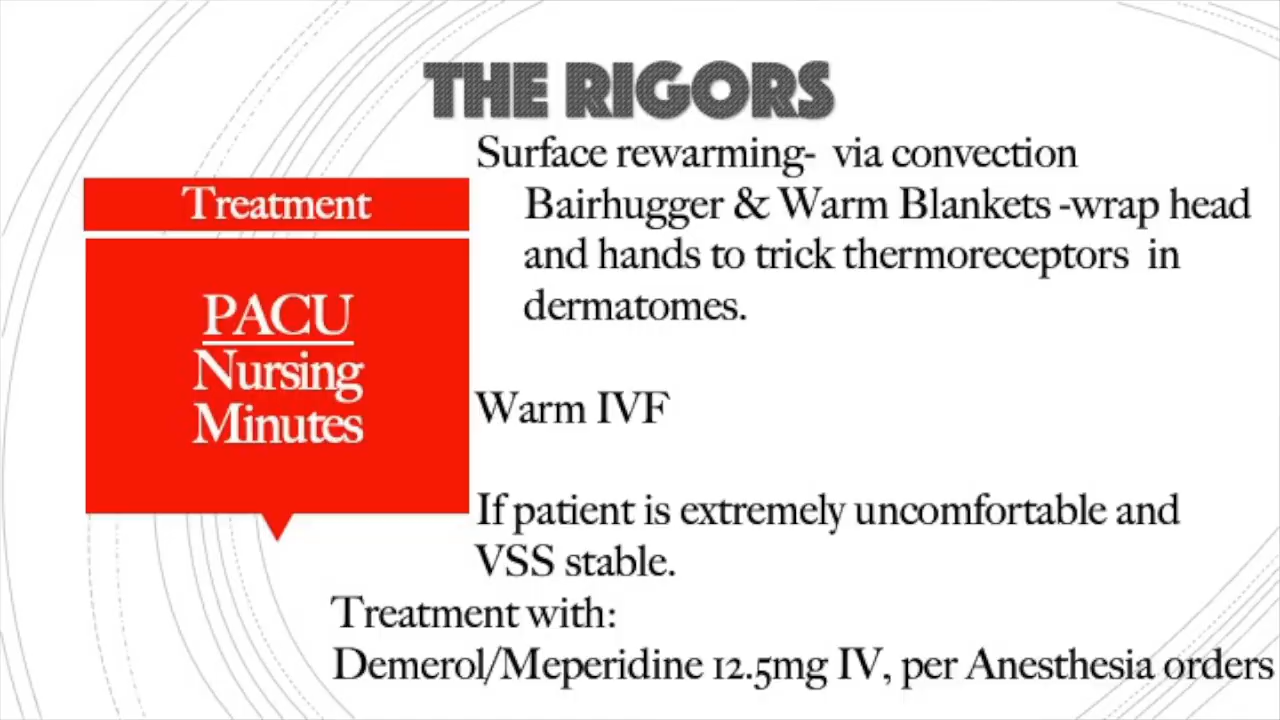 THE RIGORS
Treatment
PACU
Nursing
Minutes
Surface rewarming-  via convection
Bairhugger & Warm Blankets -wrap head
and hands to trick thermoreceptors  in
dermatomes.
Warm IVF
If patient is extremely uncomfortable and
VSS stable.
Treatment with:
Demerol/Meperidine 12.5mg IV, per Anesthesia orders